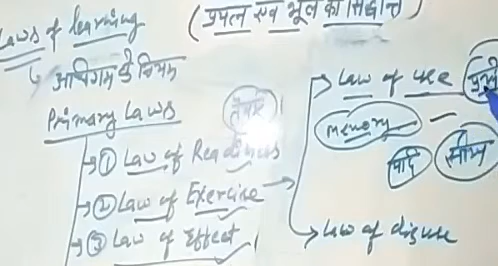 Laws of learning
(प्रयत्न एवं भूल का सिद्धान्त)
अधिगम के नियम
Primary Laws
तैयार
① Law of Readiness
② Law of Exercise
③ Law of Effect
Law of use
Memory –
यदि
सीखा
Law of disuse